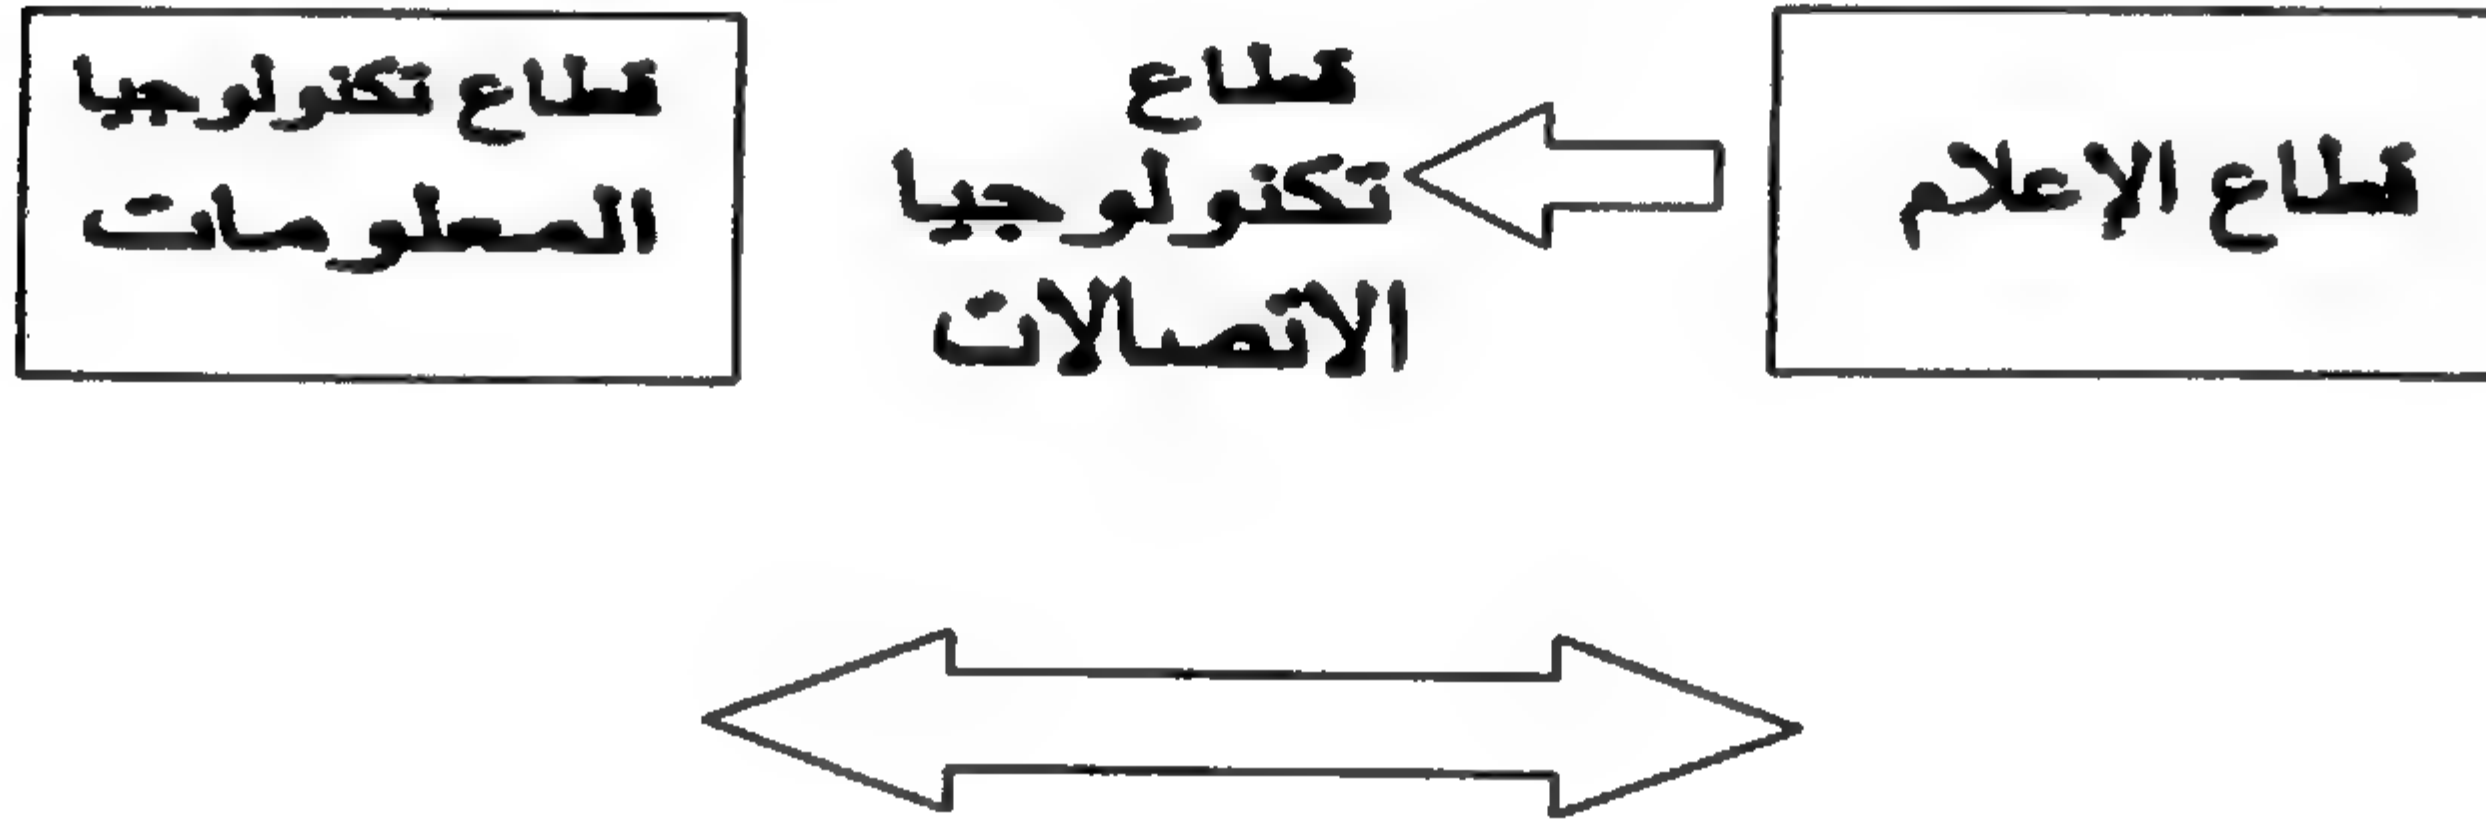 قطاع الإعلام
قطاع
تكنولوجيا
الاتصالات
قطاع تكنولوجيا
المعلومات